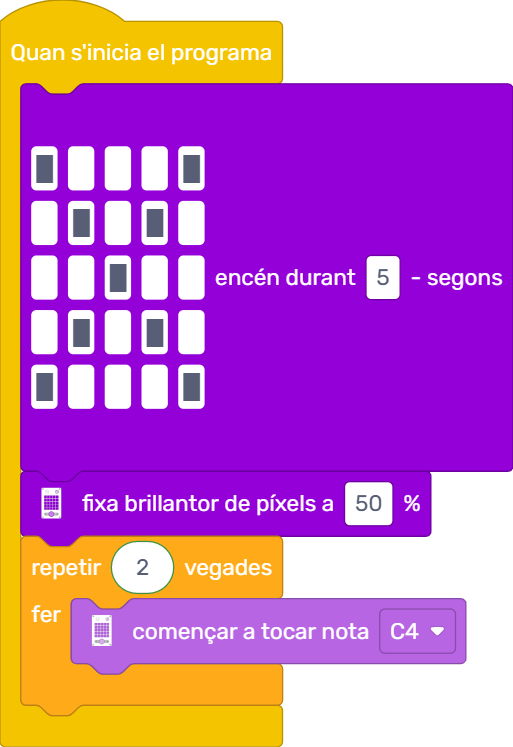 Quan s'inicia el programa
encén durant 5 - segons
fixa brillantor de píxels a 50 %
repetir 2 vegades
fer
començar a tocar nota C4